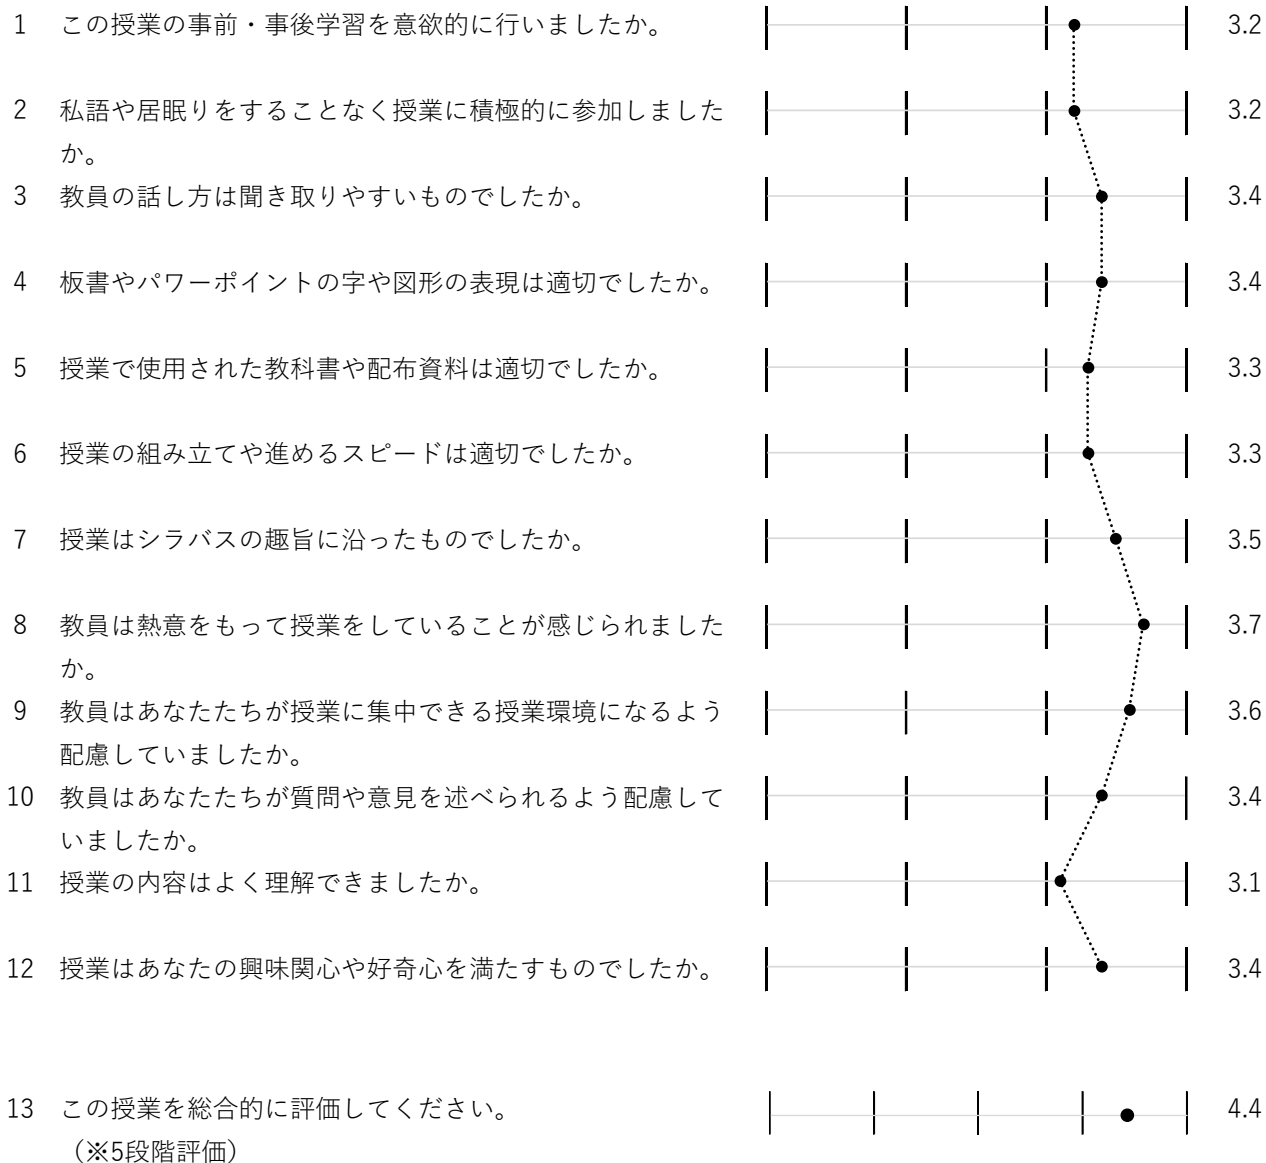 1 この授業の事前・事後学習を意欲的に行いましたか。 3.2
2 私語や居眠りをすることなく授業に積極的に参加しました 3.2
か。
3 教員の話し方は聞き取りやすいものでしたか。 3.4
4 板書やパワーポイントの字や図形の表現は適切でしたか。 3.4
5 授業で使用された教科書や配布資料は適切でしたか。 3.3
6 授業の組み立てや進めるスピードは適切でしたか。 3.3
7 授業はシラバスの趣旨に沿ったものでしたか。 3.5
8 教員は熱意をもって授業をしていることが感じられました 3.7
か。
9 教員はあなたたちが授業に集中できる授業環境になるよう 3.6
配慮していましたか。
10 教員はあなたたちが質問や意見を述べられるよう配慮して 3.4
いましたか。
11 授業の内容はよく理解できましたか。 3.1
12 授業はあなたの興味関心や好奇心を満たすものでしたか。 3.4
13 この授業を総合的に評価してください。 4.4
（※5段階評価）